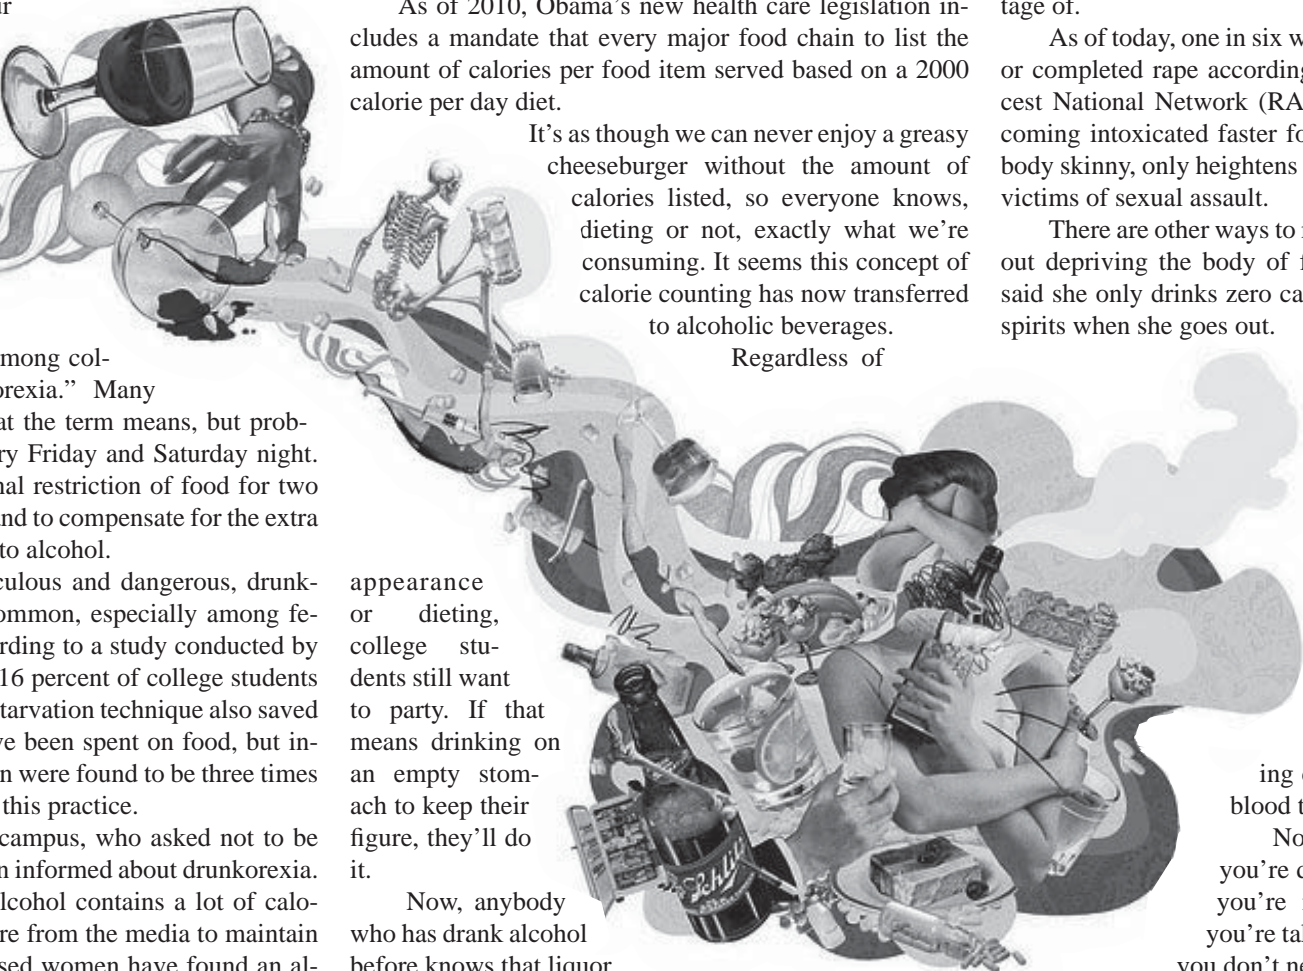 mong col-
orexia.” Many
at the term means, but prob-
ry Friday and Saturday night.
nal restriction of food for two
and to compensate for the extra
to alcohol.
culous and dangerous, drunk-
ommon, especially among fe-
rding to a study conducted by
16 percent of college students
tarvation technique also saved
ve been spent on food, but in-
n were found to be three times
this practice.
campus, who asked not to be
n informed about drunkorexia.
lcohol contains a lot of calo-
re from the media to maintain
sed women have found an al-
As of 2010, Obama’s new health care legislation in-
cludes a mandate that every major food chain to list the
amount of calories per food item served based on a 2000
calorie per day diet.
It’s as though we can never enjoy a greasy
cheeseburger without the amount of
calories listed, so everyone knows,
dieting or not, exactly what we’re
consuming. It seems this concept of
calorie counting has now transferred
to alcoholic beverages.
Regardless of
appearance
or dieting,
college stu-
dents still want
to party. If that
means drinking on
an empty stom-
ach to keep their
figure, they’ll do
it.
Now, anybody
who has drank alcohol
before knows that liquor
tage of.
As of today, one in six w
or completed rape according
cest National Network (RA
coming intoxicated faster fo
body skinny, only heightens
victims of sexual assault.
There are other ways to
out depriving the body of f
said she only drinks zero ca
spirits when she goes out.
ing
blood t
No
you’re
you’re
you’re tal
you don’t ne
Schlitz